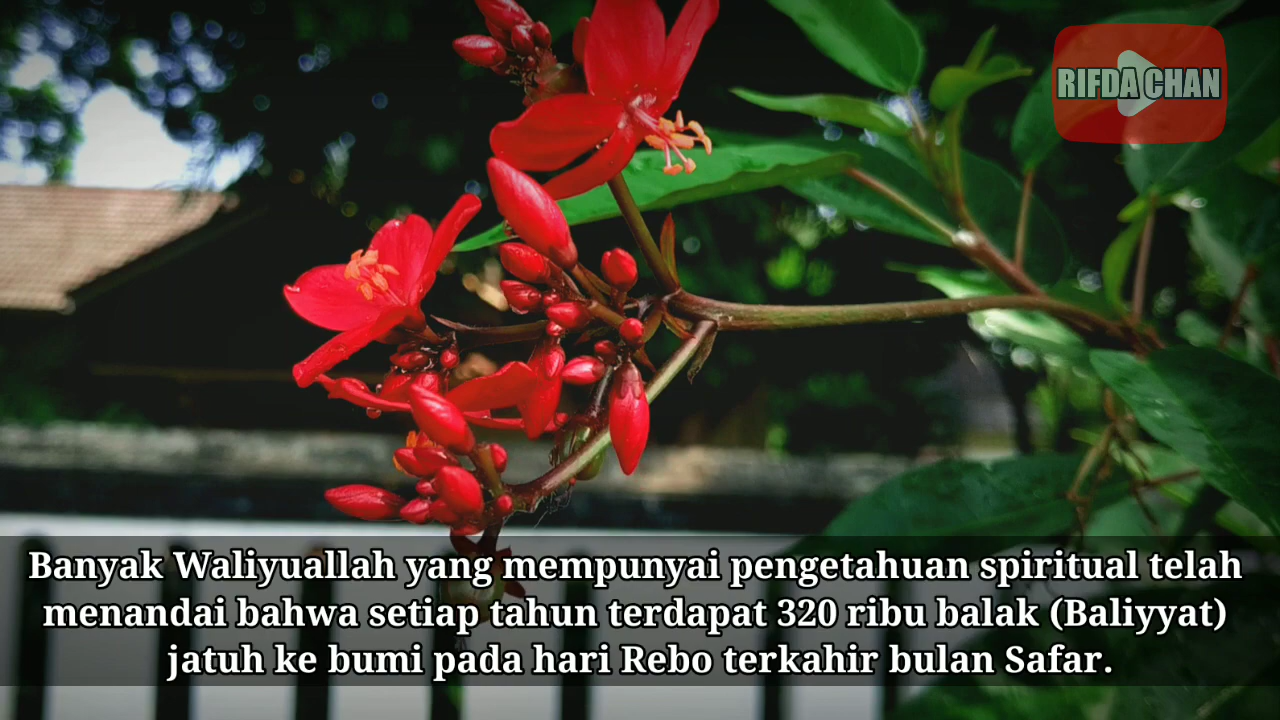 RIFDA CHAN
Banyak Waliyuallah yang mempunyai pengetahuan spiritual telah
menandai bahwa setiap tahun terdapat 320 ribu balak (Baliyyat)
jatuh ke bumi pada hari Rebo terkahir bulan Safar.